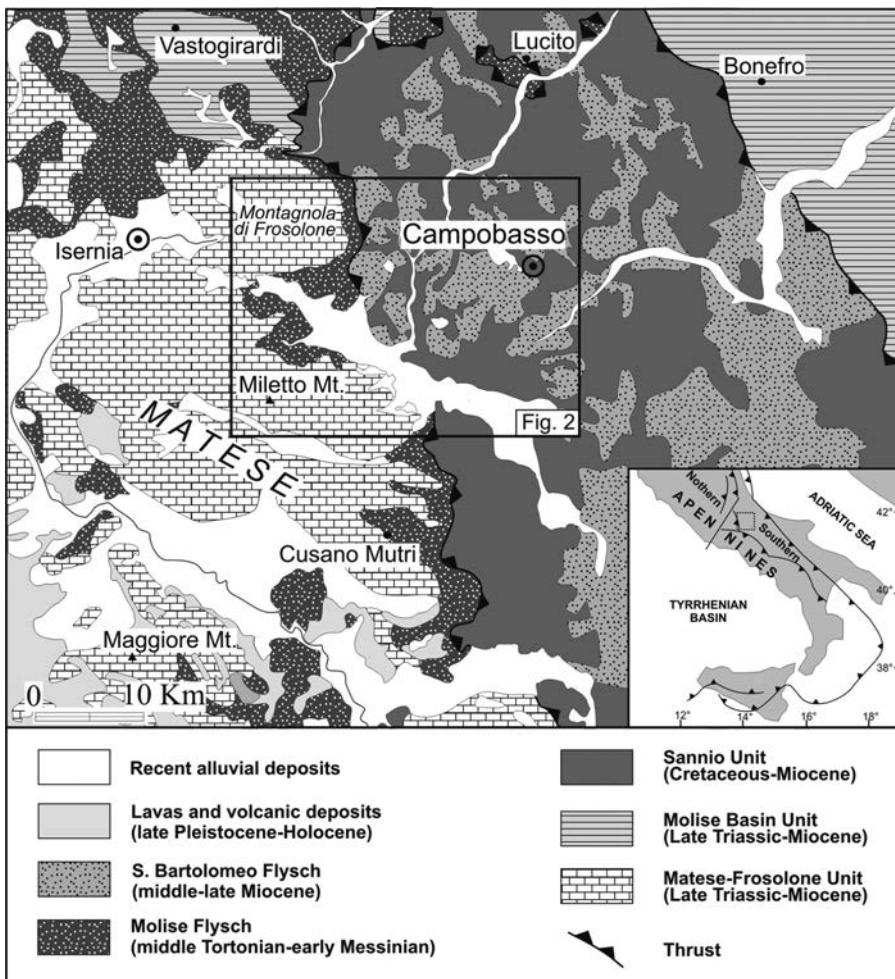 Vastogirardi
Lucito
Bonefro
Montagnola
di Frosolone
Campobasso
Isernia
Miletto Mt.
MATESE
Fig. 2
Cusano Mutri
Maggiore Mt.
0 10 Km
Nothern
APENNINES
Southern
ADRIATIC SEA
TYRRHENIAN
BASIN
42°
40°
38°
12° 14° 16° 18°
Recent alluvial deposits
Lavas and volcanic deposits
(late Pleistocene-Holocene)
S. Bartolomeo Flysch
(middle-late Miocene)
Molise Flysch
(middle Tortonian-early Messinian)
Sannio Unit
(Cretaceous-Miocene)
Molise Basin Unit
(Late Triassic-Miocene)
Matese-Frosolone Unit
(Late Triassic-Miocene)
Thrust